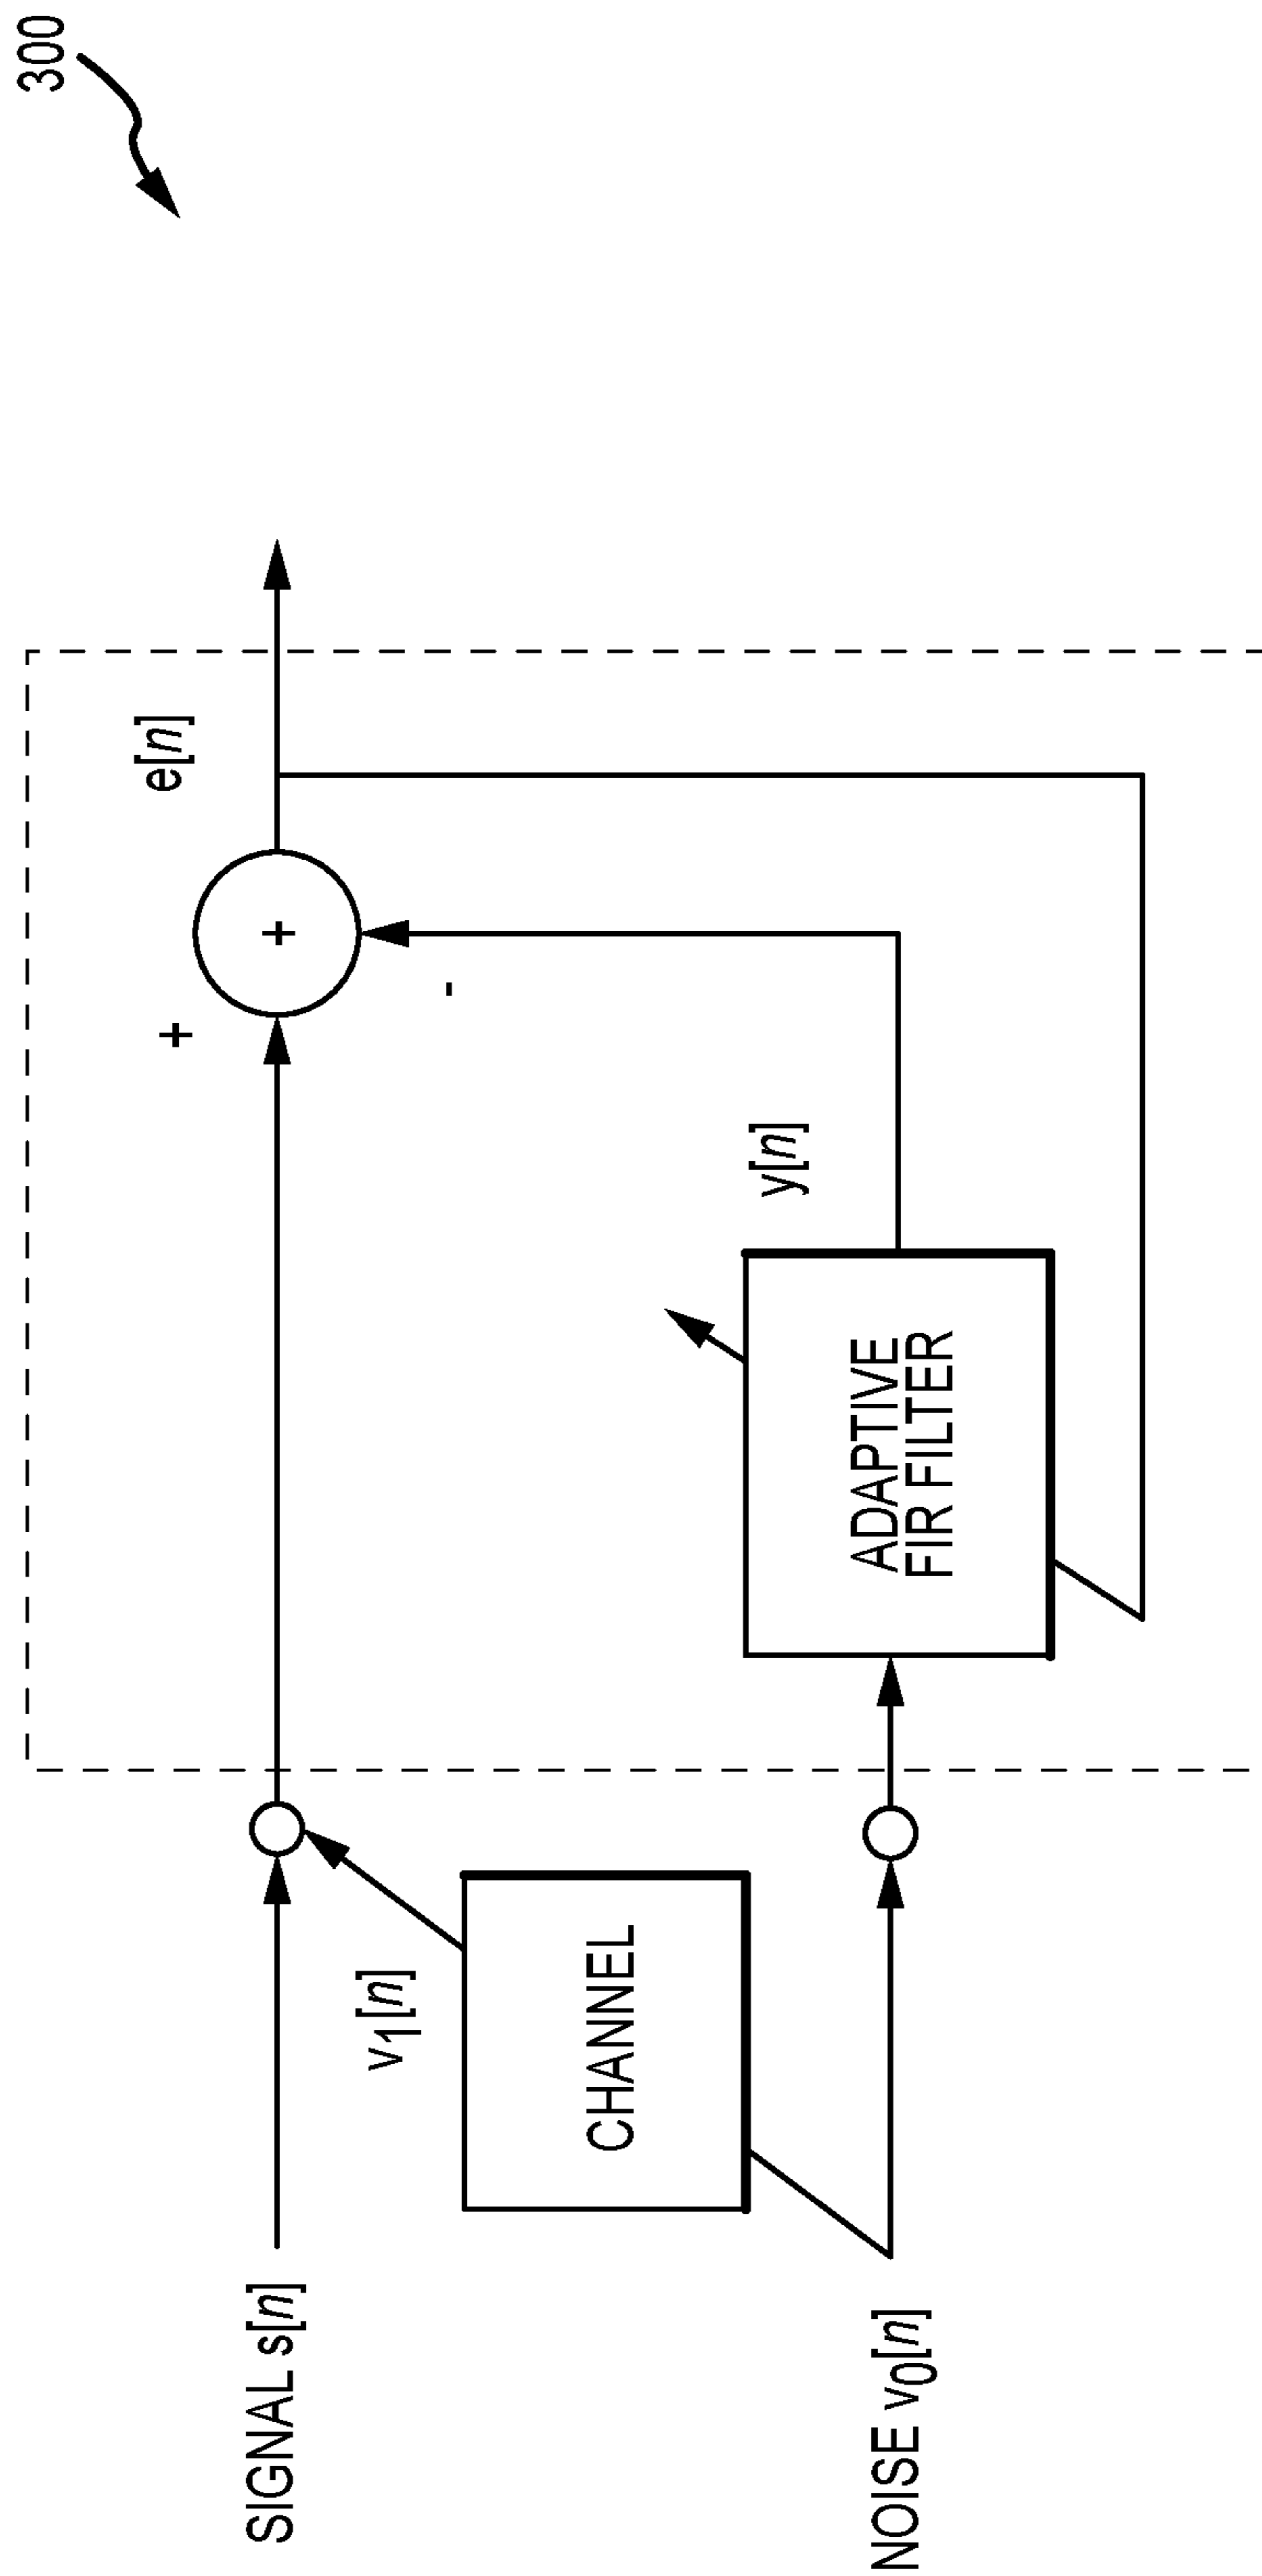 300
e[n]
+
+
-
y[n]
ADAPTIVE
FIR FILTER
v1[n]
CHANNEL
SIGNAL s[n]
NOISE v0[n]